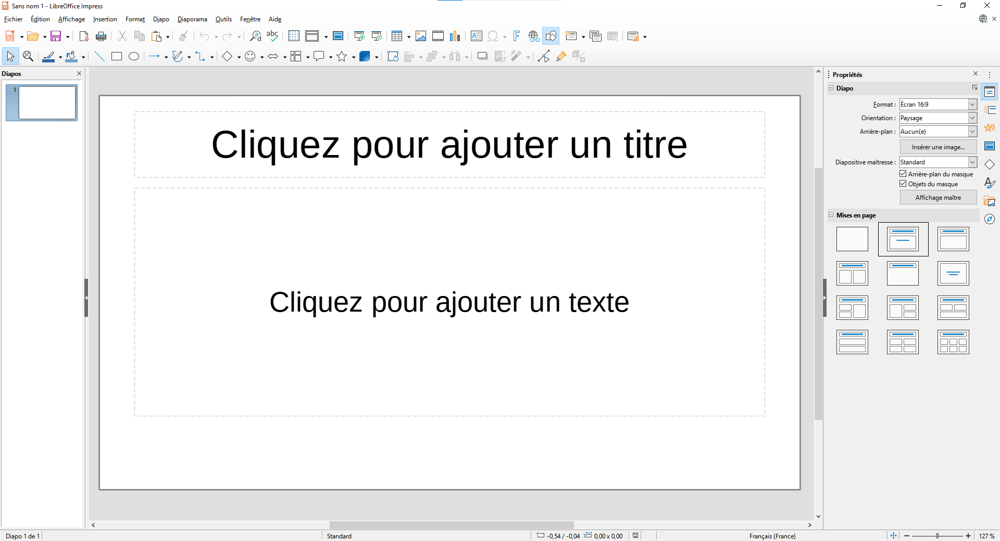 Sans nom 1 - LibreOffice Impress
Fichier Édition Affichage Insertion Format Diapo Diaporama Outils Fenêtre Aide
Diapos
1
Cliquez pour ajouter un titre
Cliquez pour ajouter un texte
Propriétés
Diapo
Format : Écran 16:9
Orientation : Paysage
Arrière-plan : Aucun(e)
Insérer une image...
Diapositive maîtresse : Standard
Arrière-plan du masque
Objets du masque
Affichage maître
Mises en page
Diapo 1 de 1 Standard -0,54 / -0,04 0,00 x 0,00 Français (France) 127 %